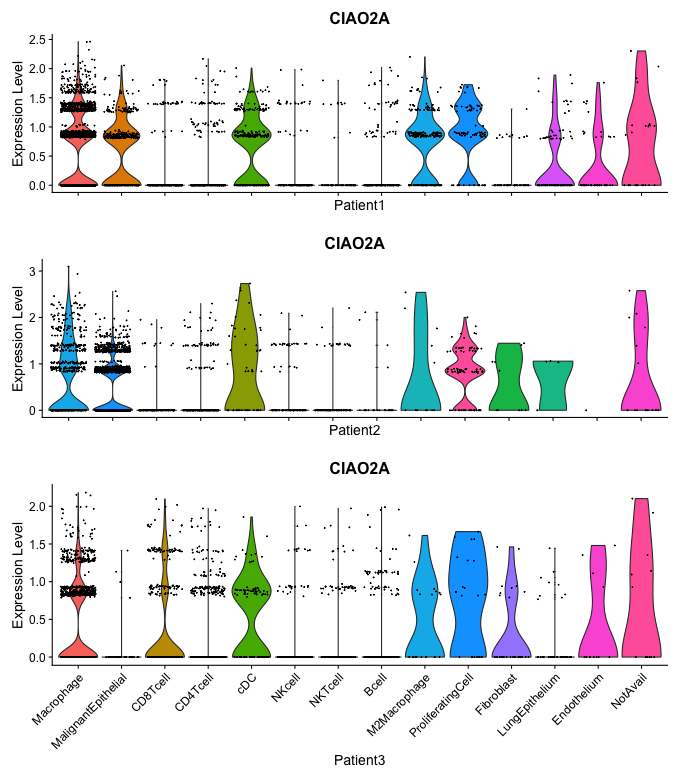 CIAO2A
Expression Level
2.5
2.0
1.5
1.0
0.5
0.0
Patient1
CIAO2A
Expression Level
3
2
1
0
Patient2
CIAO2A
Expression Level
2.0
1.5
1.0
0.5
0.0
Macrophage
MalignantEpithelial
CD8Tcell
CD4Tcell
cDC
NKcell
NKTcell
Bcell
M2Macrophage
ProliferatingCell
Fibroblast
LungEpithelium
Endothelium
NotAvail
Patient3